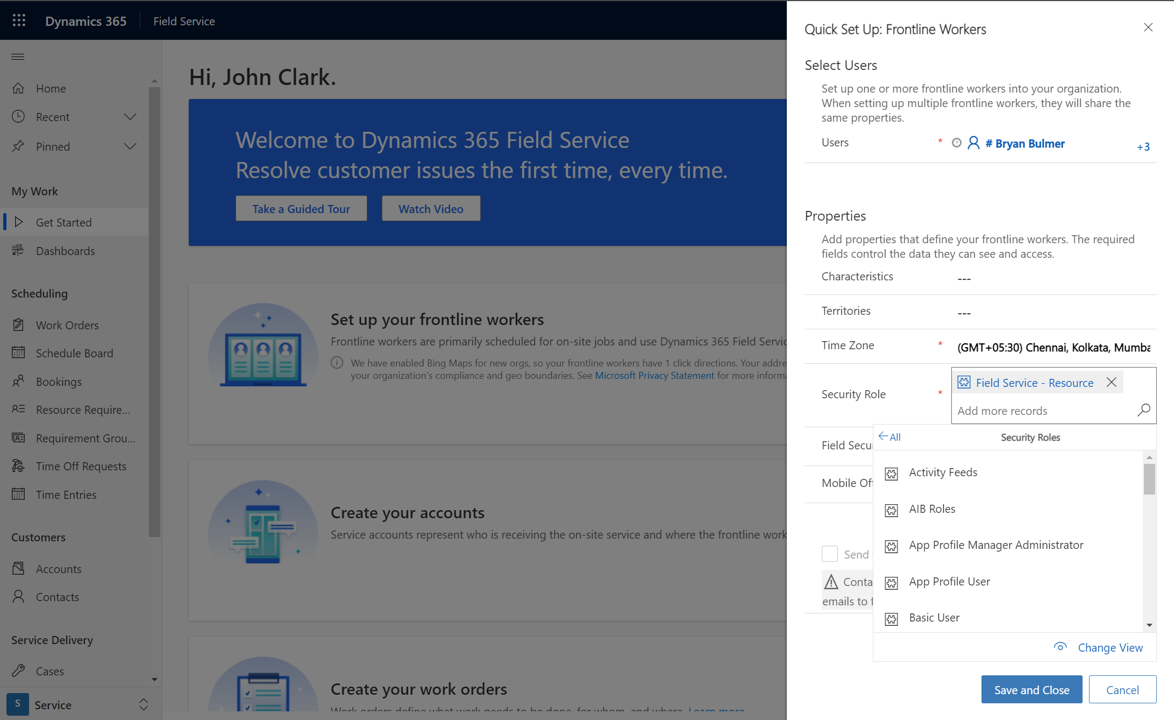 Dynamics 365
Field Service
Home
Recent
Pinned
My Work
Get Started
Dashboards
Scheduling
Work Orders
Schedule Board
Bookings
Resource Require...
Requirement Grou...
Time Off Requests
Time Entries
Customers
Accounts
Contacts
Service Delivery
Cases
S
Service
Hi, John Clark.
Welcome to Dynamics 365 Field Service
Resolve customer issues the first time, every time.
Take a Guided Tour
Watch Video
Set up your frontline workers
Frontline workers are primarily scheduled for on-site jobs and use Dynamics 365 Field Servic
We have enabled Bing Maps for new orgs, so your frontline workers have 1 click directions. Your addre
your organization's compliance and geo boundaries. See Microsoft Privacy Statement for more informa
Create your accounts
Service accounts represent who is receiving the on-site service and where the frontline work
Create your work orders
Work orders define what work needs to be done, for whom, and where. Learn more
Quick Set Up: Frontline Workers
Select Users
Set up one or more frontline workers into your organization.
When setting up multiple frontline workers, they will share the
same properties.
Users * # Bryan Bulmer +3
Properties
Add properties that define your frontline workers. The required
fields control the data they can see and access.
Characteristics ---
Territories ---
Time Zone * (GMT+05:30) Chennai, Kolkata, Mumba
Field Service - Resource
Security Role *
Add more records
All Security Roles
Field Secu
Activity Feeds
Mobile Off
AIB Roles
App Profile Manager Administrator
Send
App Profile User
Conta
emails to f
Basic User
Change View
Save and Close
Cancel